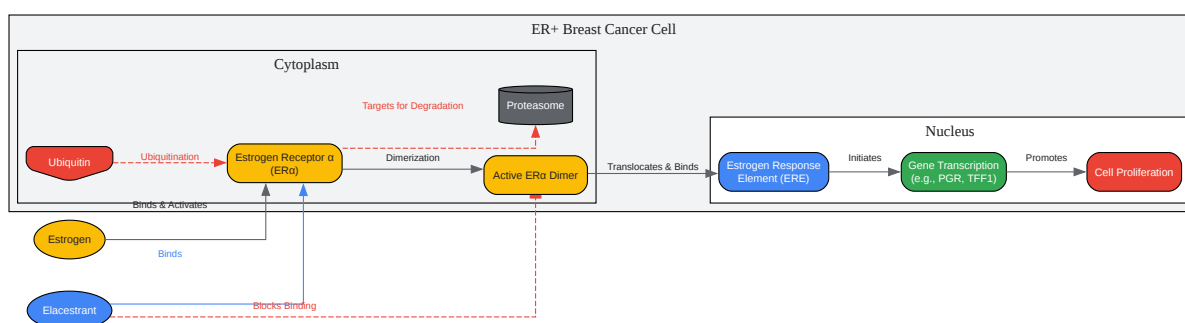 ER+ Breast Cancer Cell
Cytoplasm
Targets for Degradation
Proteasome
Nucleus
Ubiquitin
Ubiquitination
Estrogen Receptor α
(ERα)
Dimerization
Active ERα Dimer
Translocates & Binds
Estrogen Response
Element (ERE)
Initiates
Gene Transcription
(e.g., PGR, TFF1)
Promotes
Cell Proliferation
Binds & Activates
Estrogen
Binds
Elacestrant
Blocks Binding